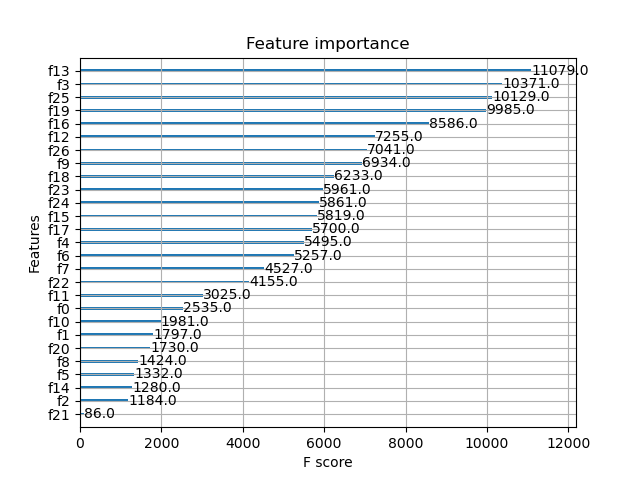 Feature importance
f13 11079.0
f3 10371.0
f25 10129.0
f19 9985.0
f16 8586.0
f12 7255.0
f26 7041.0
f9 6934.0
f18 6233.0
f23 5961.0
f24 5861.0
f15 5819.0
f17 5700.0
f4 5495.0
f6 5257.0
f7 4527.0
f22 4155.0
f11 3025.0
f0 2535.0
f10 1981.0
f1 1797.0
f20 1730.0
f8 1424.0
f5 1332.0
f14 1280.0
f2 1184.0
f21 86.0
Features
0 2000 4000 6000 8000 10000 12000
F score